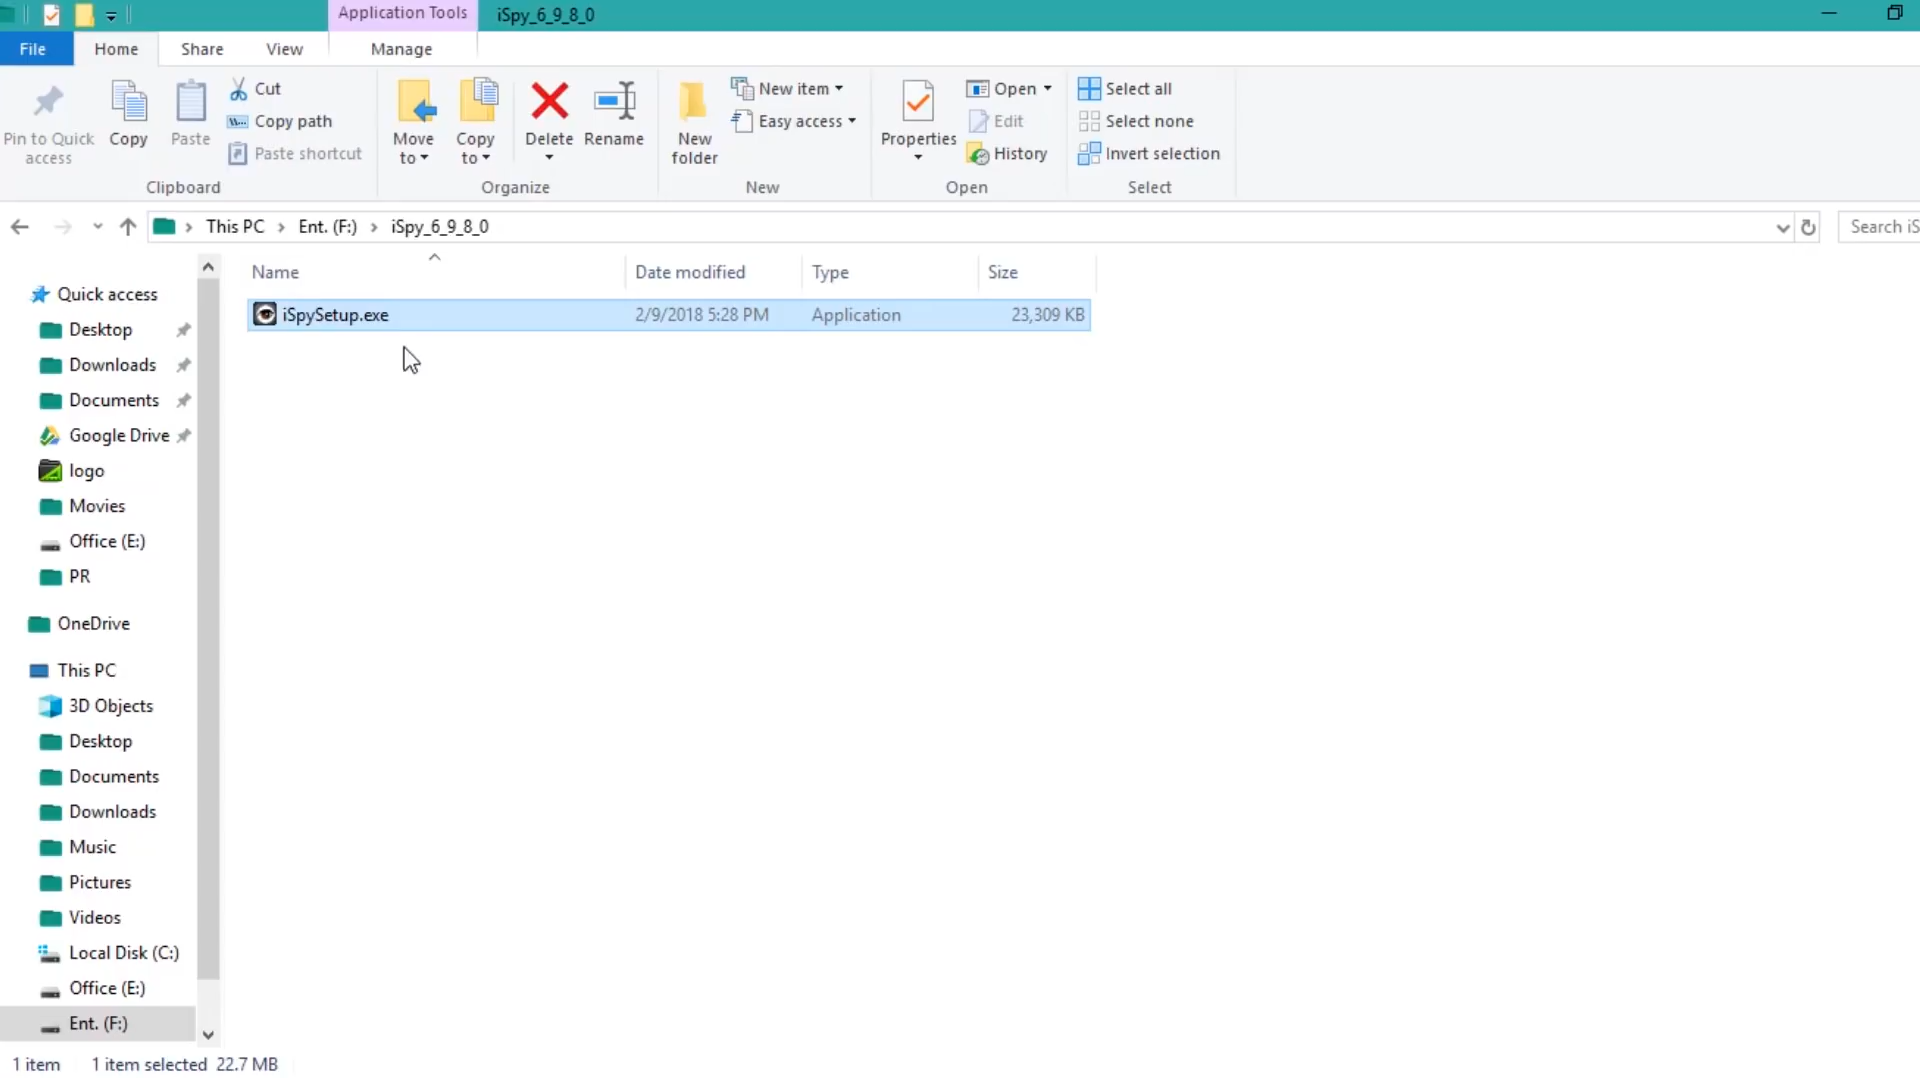 Application Tools iSpy_6_9_8_0
File Home Share View Manage
Pin to Quick access
Copy
Paste
Cut
Copy path
Paste shortcut
Clipboard
Move to
Copy to
Delete
Rename
Organize
New folder
New item
Easy access
New
Properties
Open
Edit
History
Open
Select all
Select none
Invert selection
Select
This PC Ent. (F:) iSpy_6_9_8_0
Search iS
Name Date modified Type Size
iSpySetup.exe 2/9/2018 5:28 PM Application 23,309 KB
Quick access
Desktop
Downloads
Documents
Google Drive
logo
Movies
Office (E:)
PR
OneDrive
This PC
3D Objects
Desktop
Documents
Downloads
Music
Pictures
Videos
Local Disk (C:)
Office (E:)
Ent. (F:)
1 item 1 item selected 22.7 MB